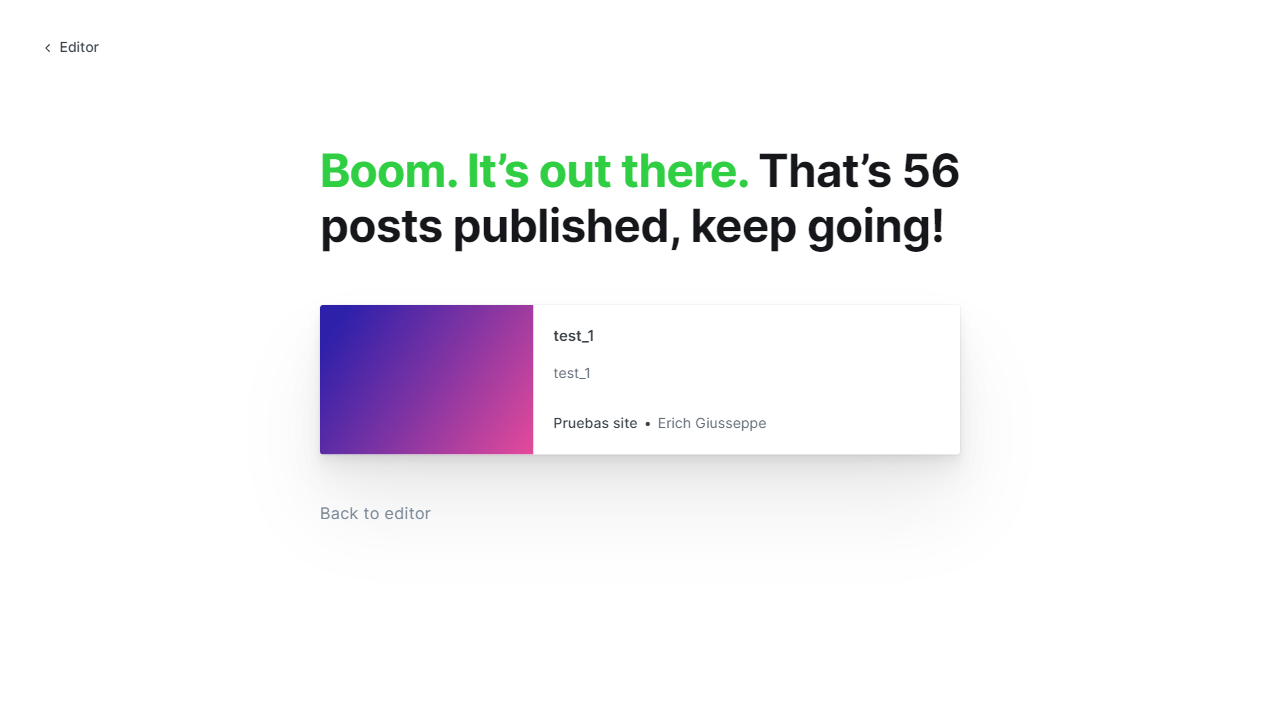 Editor
Boom. It’s out there. That’s 56
posts published, keep going!
test_1
test_1
Pruebas site • Erich Giusseppe
Back to editor